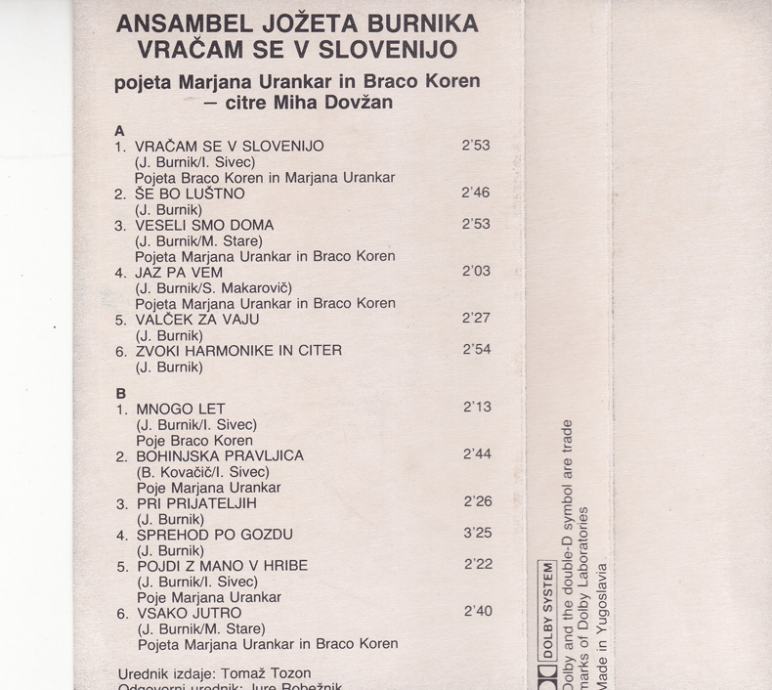 ANSAMBEL JOŽETA BURNIKA
VRAČAM SE V SLOVENIJO
pojeta Marjana Urankar in Braco Koren
— citre Miha Dovžan
A
1. VRAČAM SE V SLOVENIJO 2'53
(J. Burnik/I. Sivec)
Pojeta Braco Koren in Marjana Urankar
2. ŠE BO LUŠTNO 2'46
(J. Burnik)
3. VESELI SMO DOMA 2'53
(J. Burnik/M. Stare)
Pojeta Marjana Urankar in Braco Koren
4. JAZ PA VEM 2'03
(J. Burnik/S. Makarovič)
Pojeta Marjana Urankar in Braco Koren
5. VALČEK ZA VAJU 2'27
(J. Burnik)
6. ZVOKI HARMONIKE IN CITER 2'54
(J. Burnik)
B
1. MNOGO LET 2'13
(J. Burnik/I. Sivec)
Poje Braco Koren
2. BOHINJSKA PRAVLJICA 2'44
(B. Kovačič/I. Sivec)
Poje Marjana Urankar
3. PRI PRIJATELJIH 2'26
(J. Burnik)
4. SPREHOD PO GOZDU 3'25
(J. Burnik)
5. POJDI Z MANO V HRIBE 2'22
(J. Burnik/I. Sivec)
Poje Marjana Urankar
6. VSAKO JUTRO 2'40
(J. Burnik/M. Stare)
Pojeta Marjana Urankar in Braco Koren
Urednik izdaje: Tomaž Tozon
Odgovorni urednik: Jure Robežnik
DOLBY SYSTEM
olby and the double-D symbol are trade
marks of Dolby Laboratories
Made in Yugoslavia